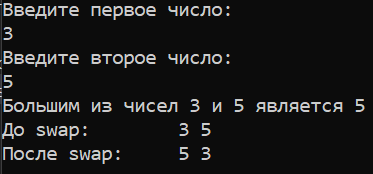 Введите первое число:
3
Введите второе число:
5
Большим из чисел 3 и 5 является 5
До swap: 3 5
После swap: 5 3